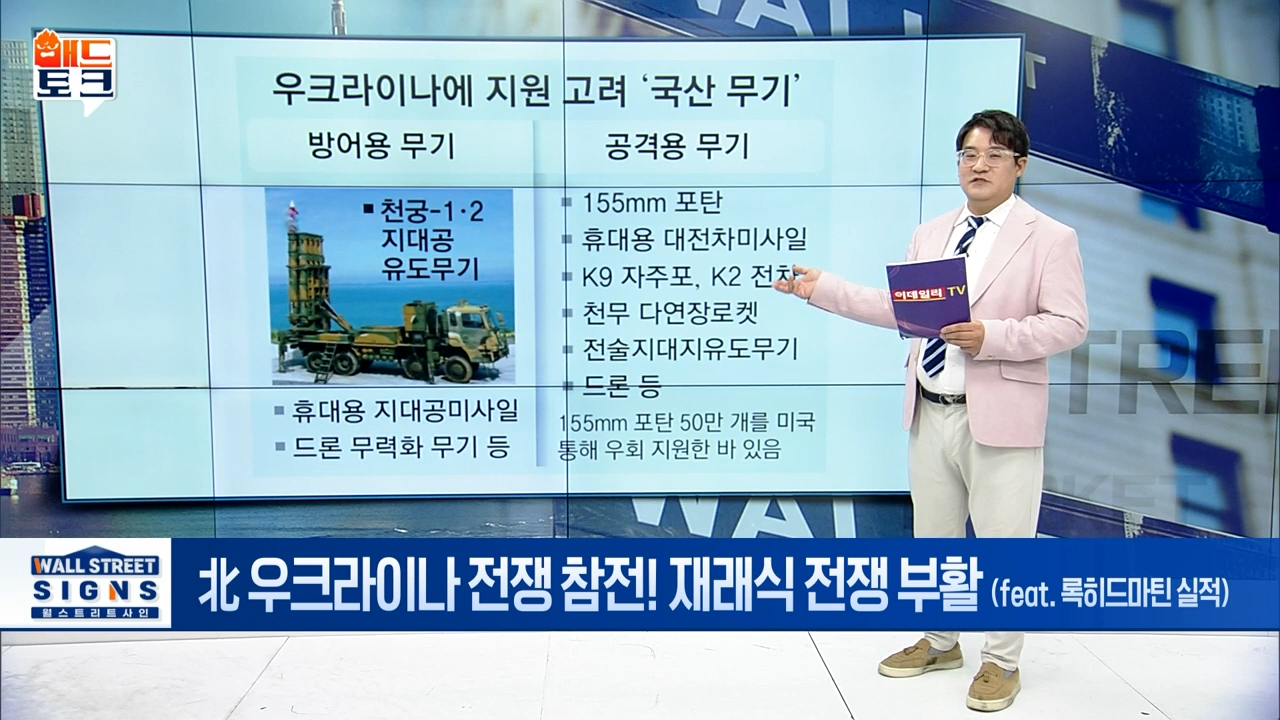 매드
토크
우크라이나에 지원 고려 ‘국산 무기’
방어용 무기
■ 천궁-1·2
지대공
유도무기
■ 휴대용 지대공미사일
■ 드론 무력화 무기 등
공격용 무기
■ 155mm 포탄
■ 휴대용 대전차미사일
■ K9 자주포, K2 전차
■ 천무 다연장로켓
■ 전술지대지유도무기
■ 드론 등
155mm 포탄 50만 개를 미국
통해 우회 지원한 바 있음
이데일리 TV
WALL
WALL
WALL STREET
SIGNS
월스트리트사인
北 우크라이나 전쟁 참전! 재래식 전쟁 부활 (feat. 록히드마틴 실적)